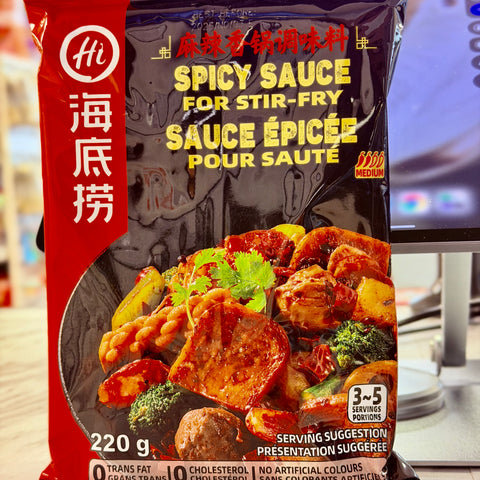 BEST BEFORE
Hi
海底捞
麻辣香锅调味料
SPICY SAUCE
FOR STIR-FRY
SAUCE ÉPICÉE
POUR SAUTÉ
MEDIUM
3~5
SERVINGS
PORTIONS
220 g
SERVING SUGGESTION
PRÉSENTATION SUGGÉRÉE
0 TRANS FAT
GRAS TRANS
0 CHOLESTEROL
CHOLESTÉROL
NO ARTIFICIAL COLOURS
SANS COLORANTS ARTIFICIELS